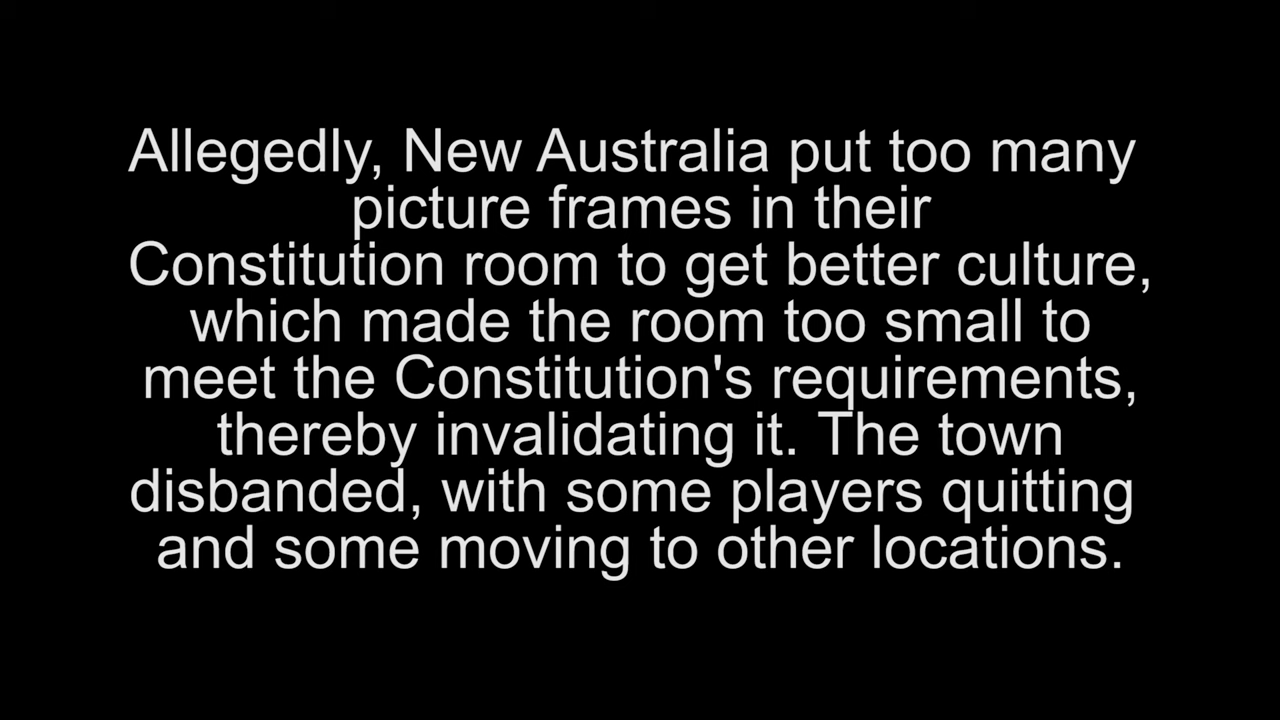 Allegedly, New Australia put too many
picture frames in their
Constitution room to get better culture,
which made the room too small to
meet the Constitution's requirements,
thereby invalidating it. The town
disbanded, with some players quitting
and some moving to other locations.